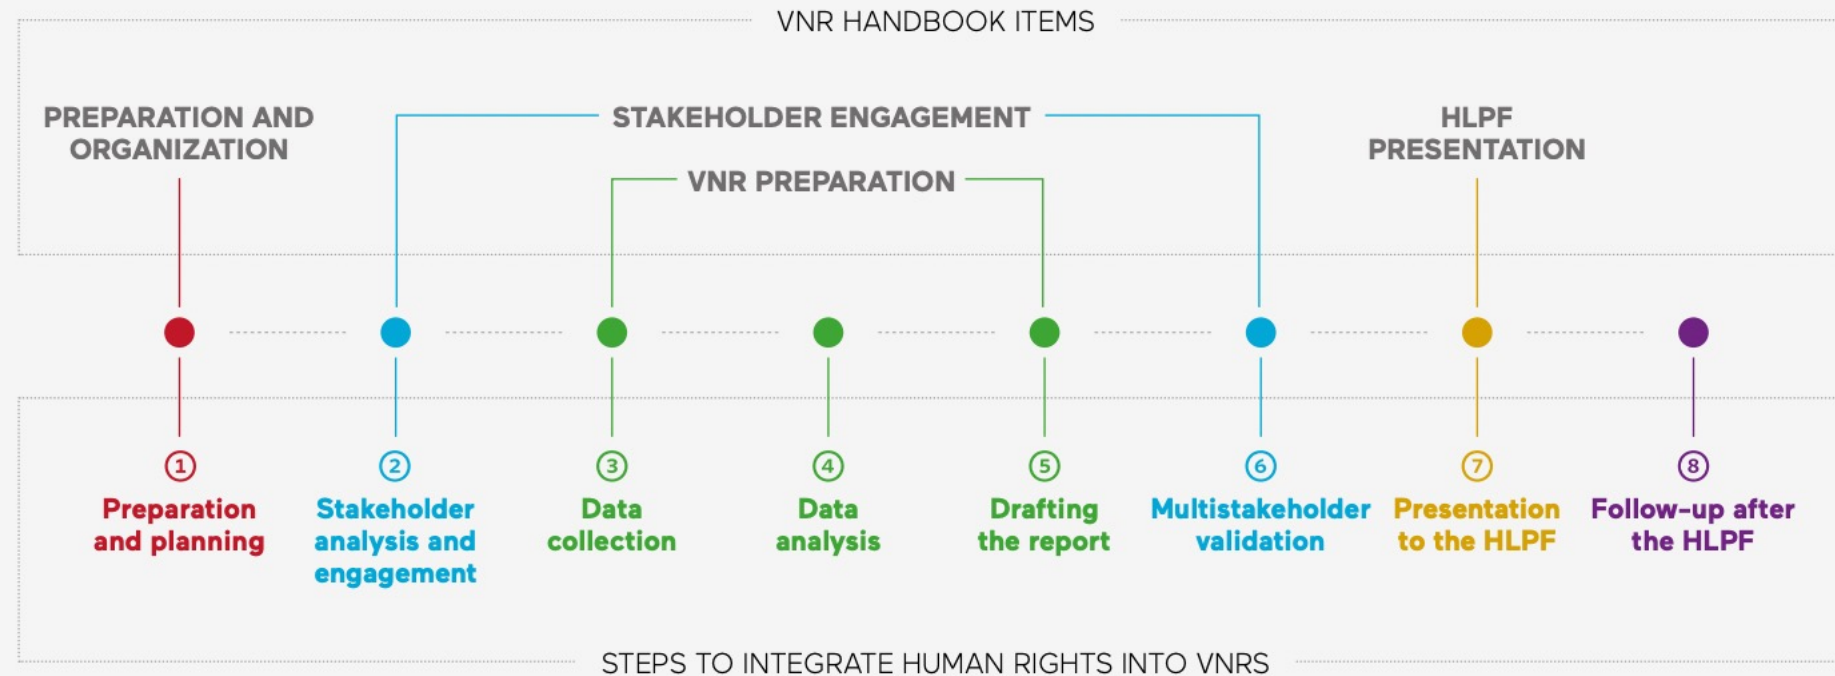 VNR HANDBOOK ITEMS
PREPARATION AND
ORGANIZATION
STAKEHOLDER ENGAGEMENT
VNR PREPARATION
HLPF
PRESENTATION
1
Preparation
and planning
2
Stakeholder
analysis and
engagement
3
Data
collection
4
Data
analysis
5
Drafting
the report
6
Multistakeholder
validation
7
Presentation
to the HLPF
8
Follow-up after
the HLPF
STEPS TO INTEGRATE HUMAN RIGHTS INTO VNRS